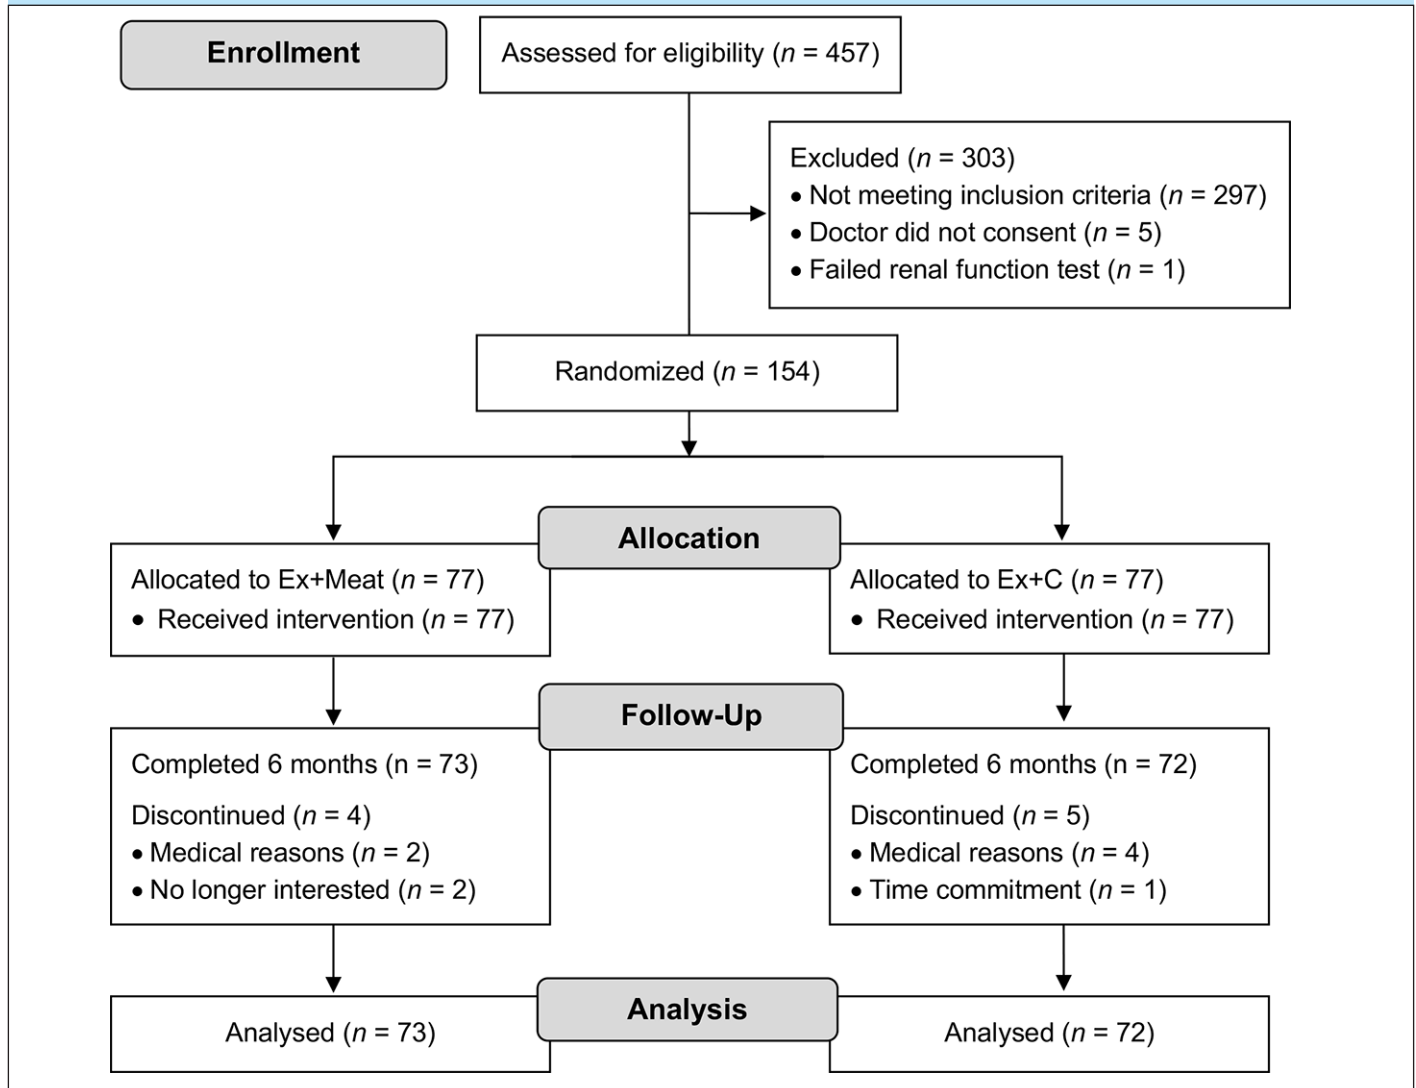 Enrollment
Assessed for eligibility (n = 457)
Excluded (n = 303)
• Not meeting inclusion criteria (n = 297)
• Doctor did not consent (n = 5)
• Failed renal function test (n = 1)
Randomized (n = 154)
Allocation
Allocated to Ex+Meat (n = 77)
• Received intervention (n = 77)
Allocated to Ex+C (n = 77)
• Received intervention (n = 77)
Follow-Up
Completed 6 months (n = 73)
Discontinued (n = 4)
• Medical reasons (n = 2)
• No longer interested (n = 2)
Completed 6 months (n = 72)
Discontinued (n = 5)
• Medical reasons (n = 4)
• Time commitment (n = 1)
Analysis
Analysed (n = 73)
Analysed (n = 72)